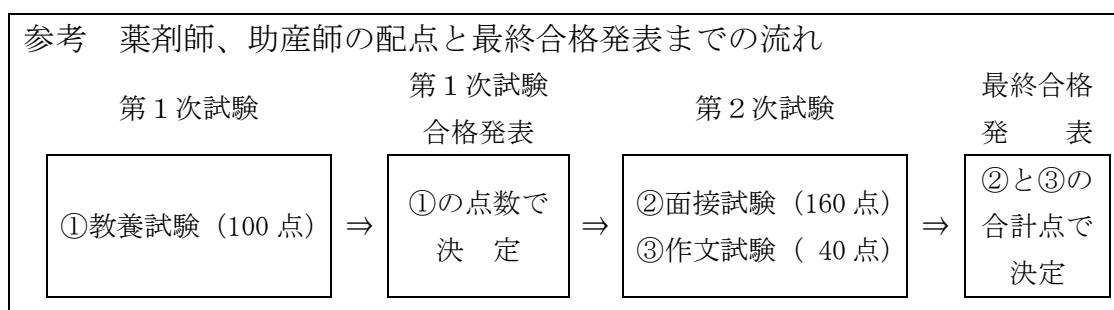 参考　薬剤師、助産師の配点と最終合格発表までの流れ
第１次試験
第１次試験
合格発表
第２次試験
最終合格
発　　表
①教養試験（100 点）
⇒
①の点数で
決　定
⇒
②面接試験（160 点）
③作文試験（ 40 点）
⇒
②と③の
合計点で
決定